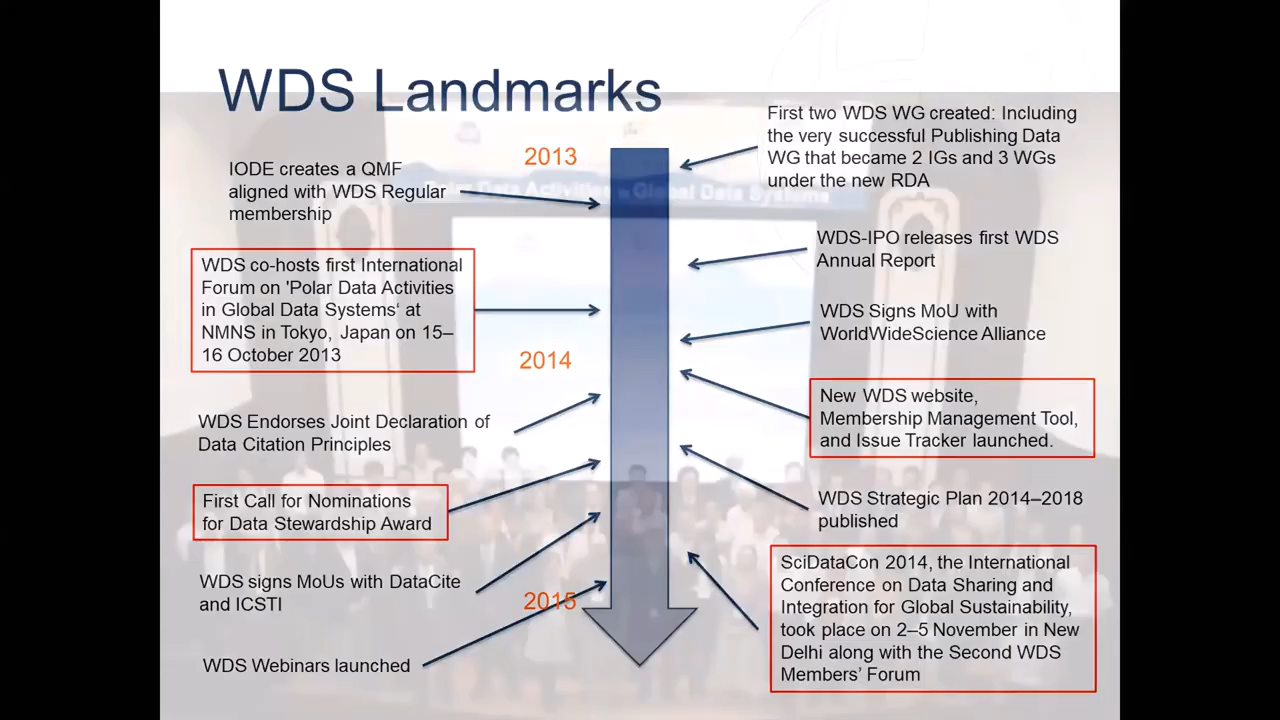 WDS Landmarks
2013
IODE creates a QMF
aligned with WDS Regular
membership
WDS co-hosts first International
Forum on 'Polar Data Activities
in Global Data Systems‘ at
NMNS in Tokyo, Japan on 15–
16 October 2013
2014
WDS Endorses Joint Declaration of
Data Citation Principles
First Call for Nominations
for Data Stewardship Award
WDS signs MoUs with DataCite
and ICSTI
2015
WDS Webinars launched
First two WDS WG created: Including
the very successful Publishing Data
WG that became 2 IGs and 3 WGs
under the new RDA
WDS-IPO releases first WDS
Annual Report
WDS Signs MoU with
WorldWideScience Alliance
New WDS website,
Membership Management Tool,
and Issue Tracker launched.
WDS Strategic Plan 2014–2018
published
SciDataCon 2014, the International
Conference on Data Sharing and
Integration for Global Sustainability,
took place on 2–5 November in New
Delhi along with the Second WDS
Members’ Forum
Polar Data Activities in Global Data Systems